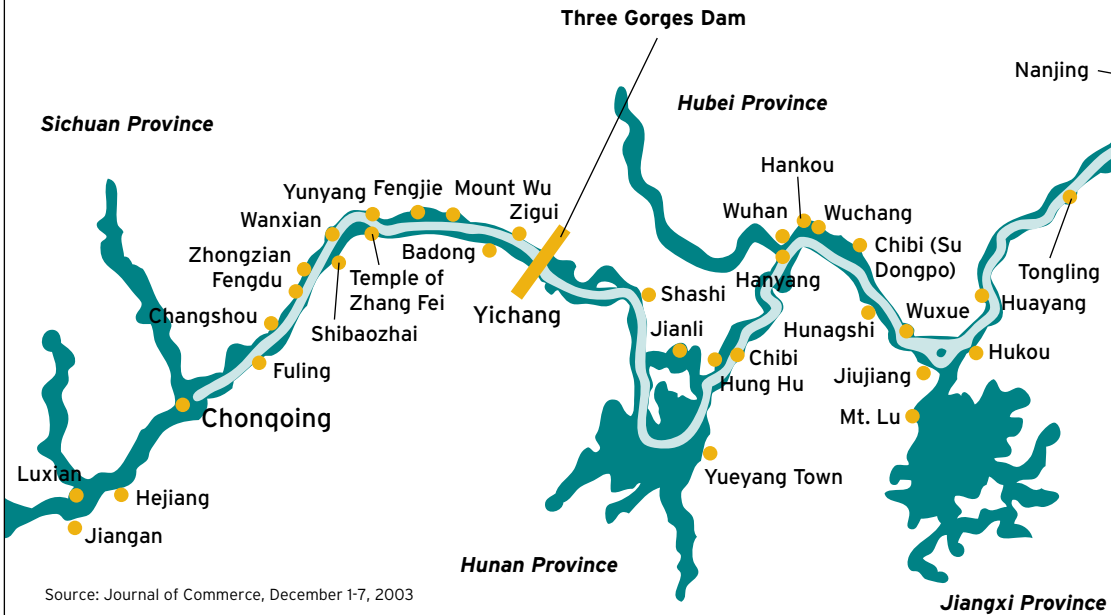 Three Gorges Dam
Nanjing
Hubei Province
Sichuan Province
Hankou
Yunyang
Fengjie
Mount Wu
Zigui
Wanxian
Wuhan
Wuchang
Badong
Chibi (Su
Dongpo)
Zhongzian
Fengdu
Temple of
Zhang Fei
Hanyang
Tongling
Shashi
Huayang
Yichang
Changshou
Shibaozhai
Jianli
Hunagshi
Wuxue
Chibi
Hukou
Fuling
Hung Hu
Jiujiang
Chonqoing
Mt. Lu
Luxian
Yueyang Town
Hejiang
Jiangan
Hunan Province
Source: Journal of Commerce, December 1-7, 2003
Jiangxi Province